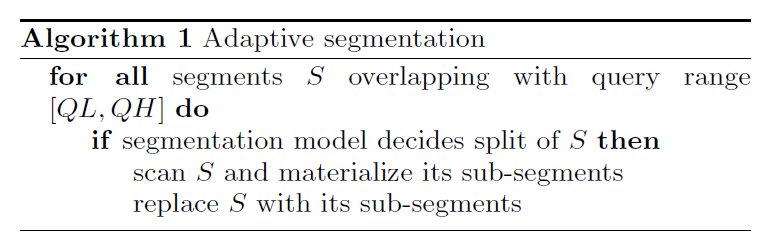 Algorithm 1 Adaptive segmentation
for all segments S overlapping with query range
[QL, QH] do
if segmentation model decides split of S then
scan S and materialize its sub-segments
replace S with its sub-segments